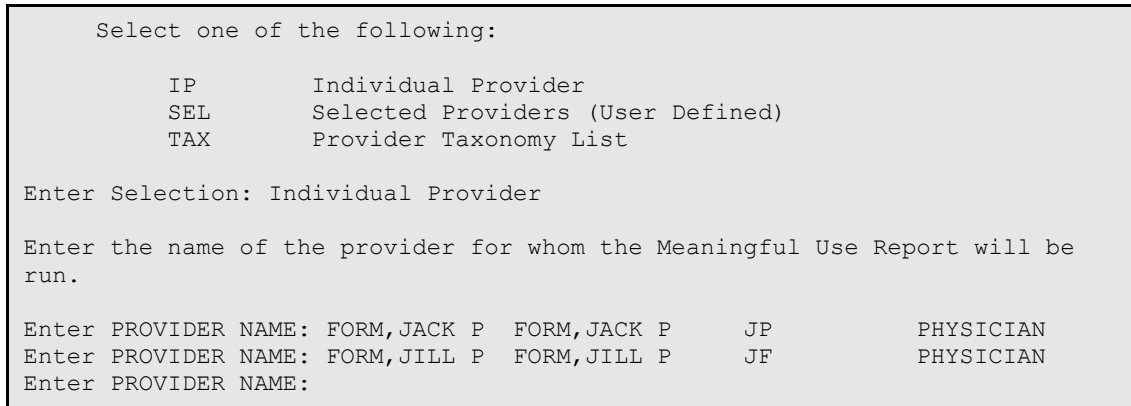 Select one of the following:
IP Individual Provider
SEL Selected Providers (User Defined)
TAX Provider Taxonomy List
Enter Selection: Individual Provider
Enter the name of the provider for whom the Meaningful Use Report will be
run.
Enter PROVIDER NAME: FORM,JACK P FORM,JACK P JP PHYSICIAN
Enter PROVIDER NAME: FORM,JILL P FORM,JILL P JF PHYSICIAN
Enter PROVIDER NAME: